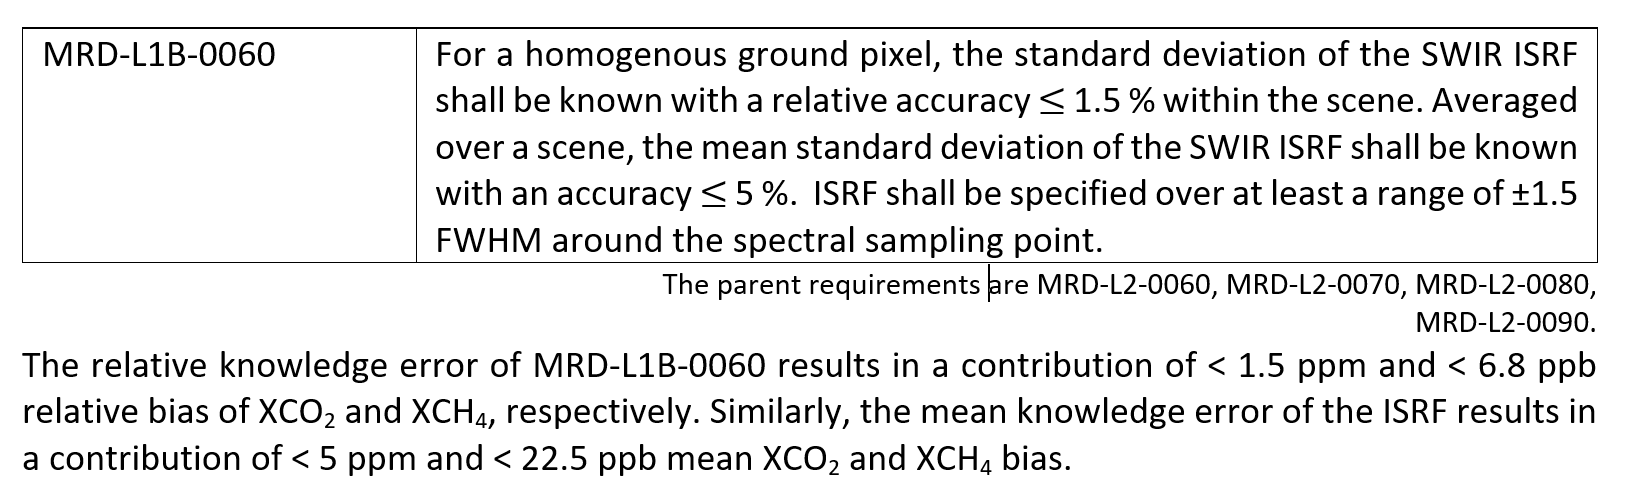 MRD-L1B-0060
For a homogenous ground pixel, the standard deviation of the SWIR ISRF
shall be known with a relative accuracy ≤ 1.5 % within the scene. Averaged
over a scene, the mean standard deviation of the SWIR ISRF shall be known
with an accuracy ≤ 5 %.  ISRF shall be specified over at least a range of ±1.5
FWHM around the spectral sampling point.
The parent requirements are MRD-L2-0060, MRD-L2-0070, MRD-L2-0080,
MRD-L2-0090.
The relative knowledge error of MRD-L1B-0060 results in a contribution of < 1.5 ppm and < 6.8 ppb
relative bias of XCO₂ and XCH₄, respectively. Similarly, the mean knowledge error of the ISRF results in
a contribution of < 5 ppm and < 22.5 ppb mean XCO₂ and XCH₄ bias.